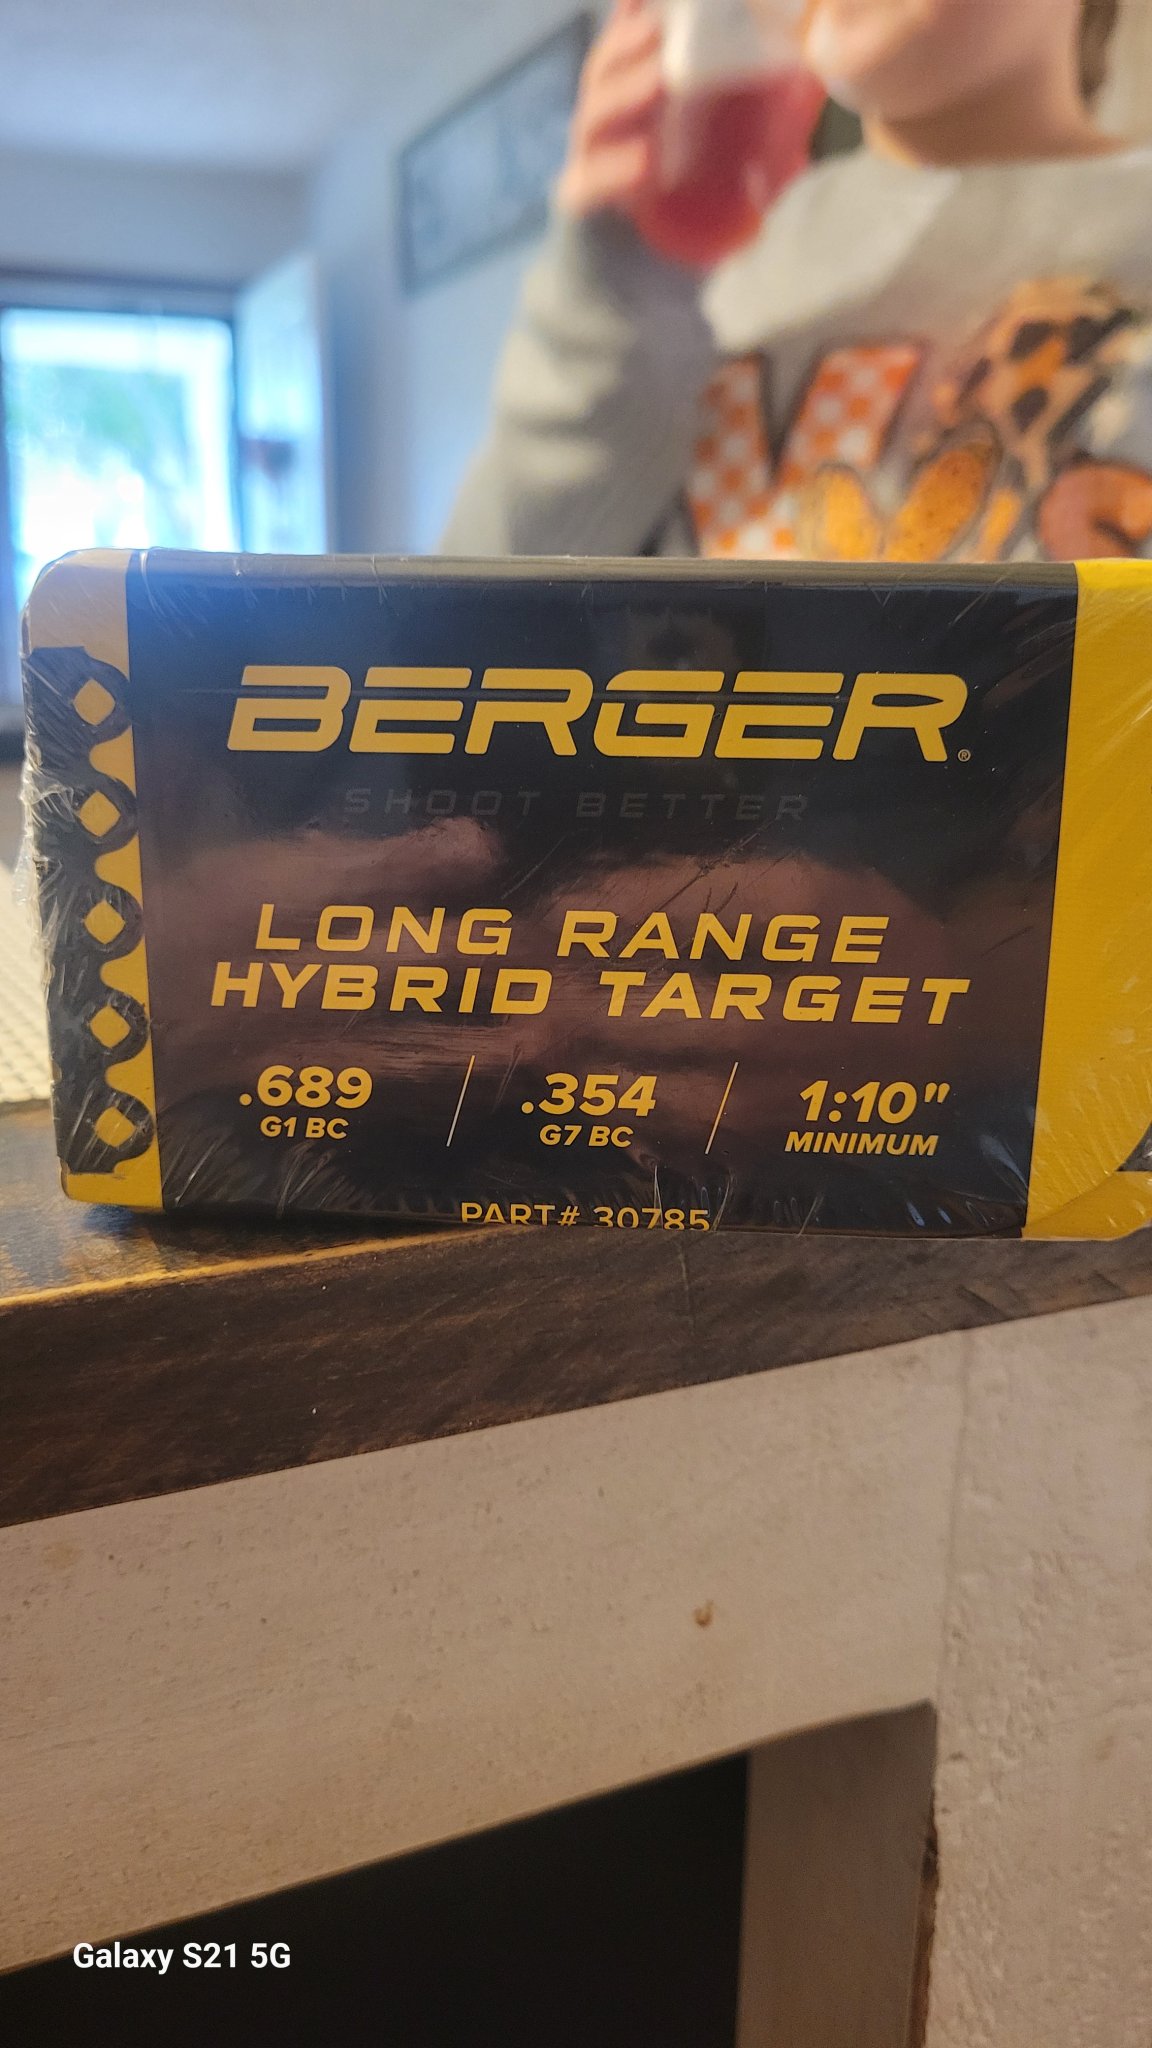 BERGER®
SHOOT BETTER
LONG RANGE
HYBRID TARGET
.689
G1 BC
.354
G7 BC
1:10"
MINIMUM
PART# 30785
Galaxy S21 5G